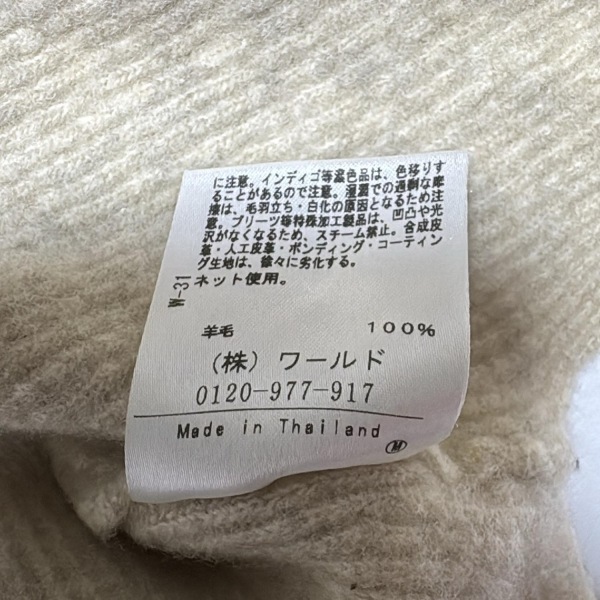 に注意。インディゴ等濃色品は、色移りす
ることがあるので注意。湿潤での過剰な摩
擦は、毛羽立ち・白化の原因となるため注
意。プリーツ等特殊加工製品は、凹凸や光
沢がなくなるため、スチーム禁止。合成皮
革・人工皮革・ボンディング・コーティン
グ生地は、徐々に劣化する。
ネット使用。
W-31
羊毛 100%
(株) ワールド
0120-977-917
Made in Thailand
M